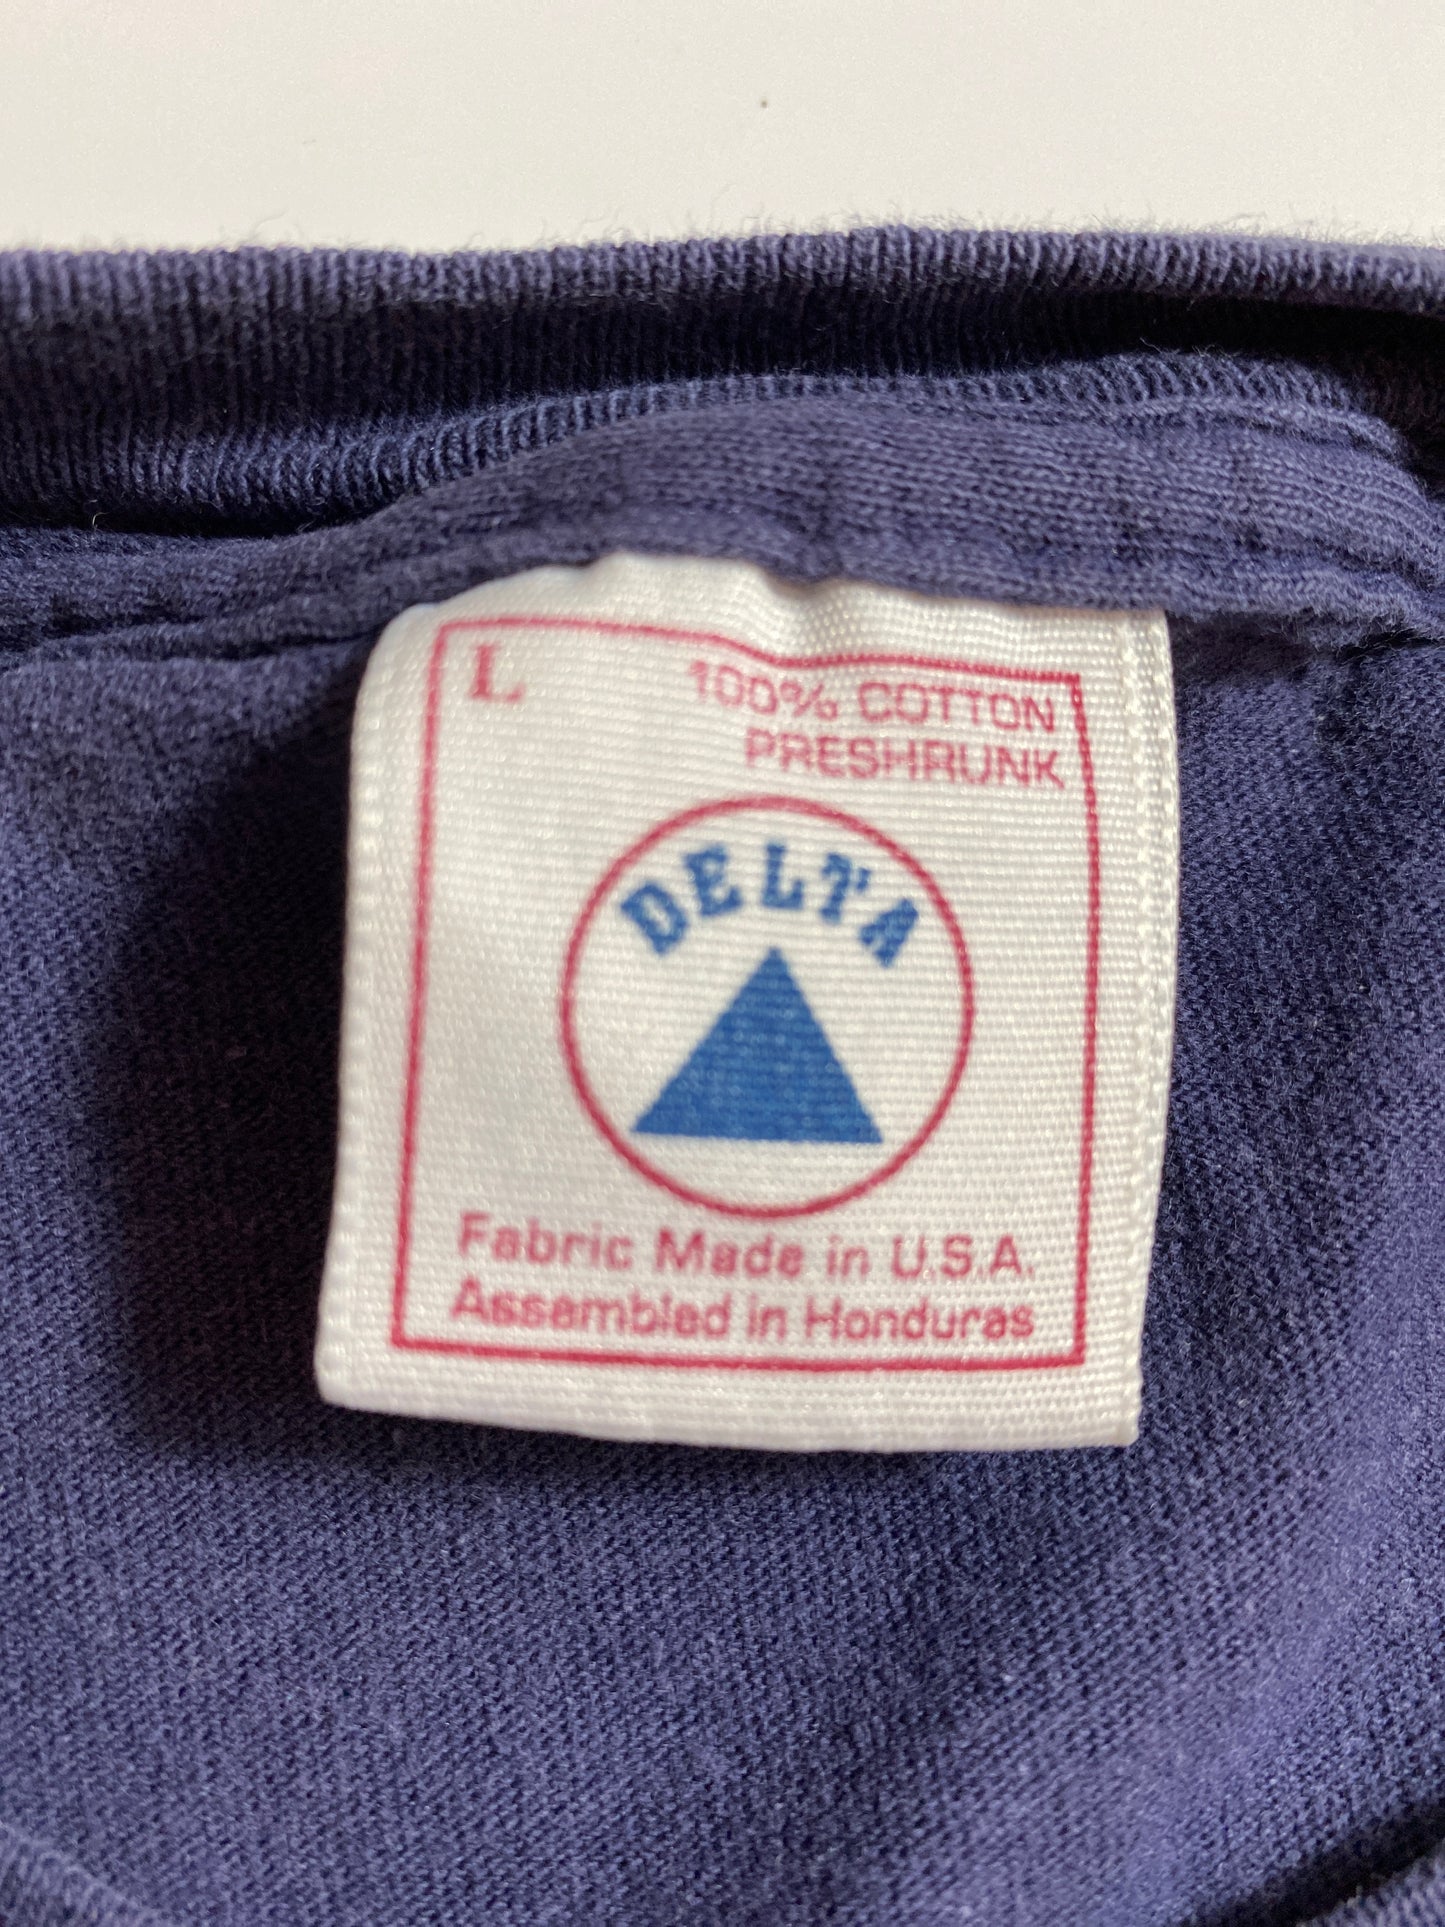 L
100% COTTON
PRESHRUNK
DELTA
Fabric Made in U.S.A.
Assembled in Honduras